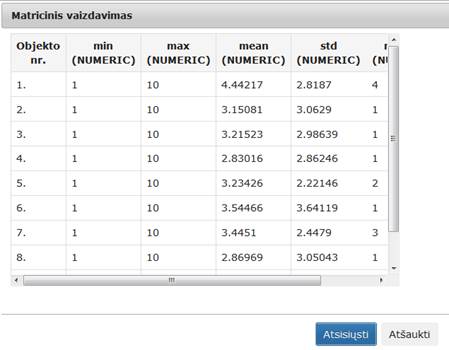 Matricinis vaizdavimas
Objekto nr. min (NUMERIC) max (NUMERIC) mean (NUMERIC) std (NUMERIC)
1. 1 10 4.44217 2.8187 4
2. 1 10 3.15081 3.0629 1
3. 1 10 3.21523 2.98639 1
4. 1 10 2.83016 2.86246 1
5. 1 10 3.23426 2.22146 2
6. 1 10 3.54466 3.64119 1
7. 1 10 3.4451 2.4479 3
8. 1 10 2.86969 3.05043 1
Atsisiųsti Atšaukti